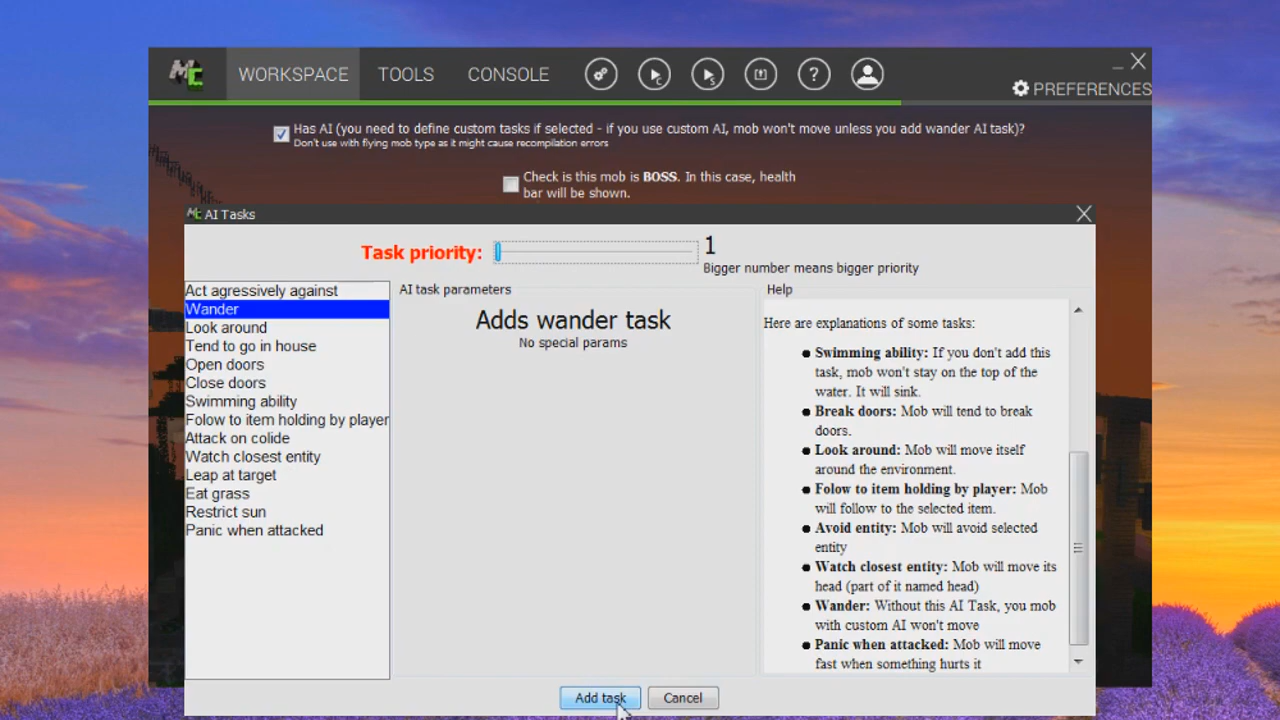 WORKSPACE TOOLS CONSOLE
PREFERENCES
Has AI (you need to define custom tasks if selected - if you use custom AI, mob won't move unless you add wander AI task)?
Don't use with flying mob type as it might cause recompilation errors
Check is this mob is BOSS. In this case, health
bar will be shown.
AI Tasks
Task priority:
1
Bigger number means bigger priority
Act agressively against
Wander
Look around
Tend to go in house
Open doors
Close doors
Swimming ability
Folow to item holding by player
Attack on colide
Watch closest entity
Leap at target
Eat grass
Restrict sun
Panic when attacked
AI task parameters
Adds wander task
No special params
Help
Here are explanations of some tasks:
Swimming ability: If you don't add this
task, mob won't stay on the top of the
water. It will sink.
Break doors: Mob will tend to break
doors.
Look around: Mob will move itself
around the environment.
Folow to item holding by player: Mob
will follow to the selected item.
Avoid entity: Mob will avoid selected
entity
Watch closest entity: Mob will move its
head (part of it named head)
Wander: Without this AI Task, you mob
with custom AI won't move
Panic when attacked: Mob will move
fast when something hurts it
Add task
Cancel